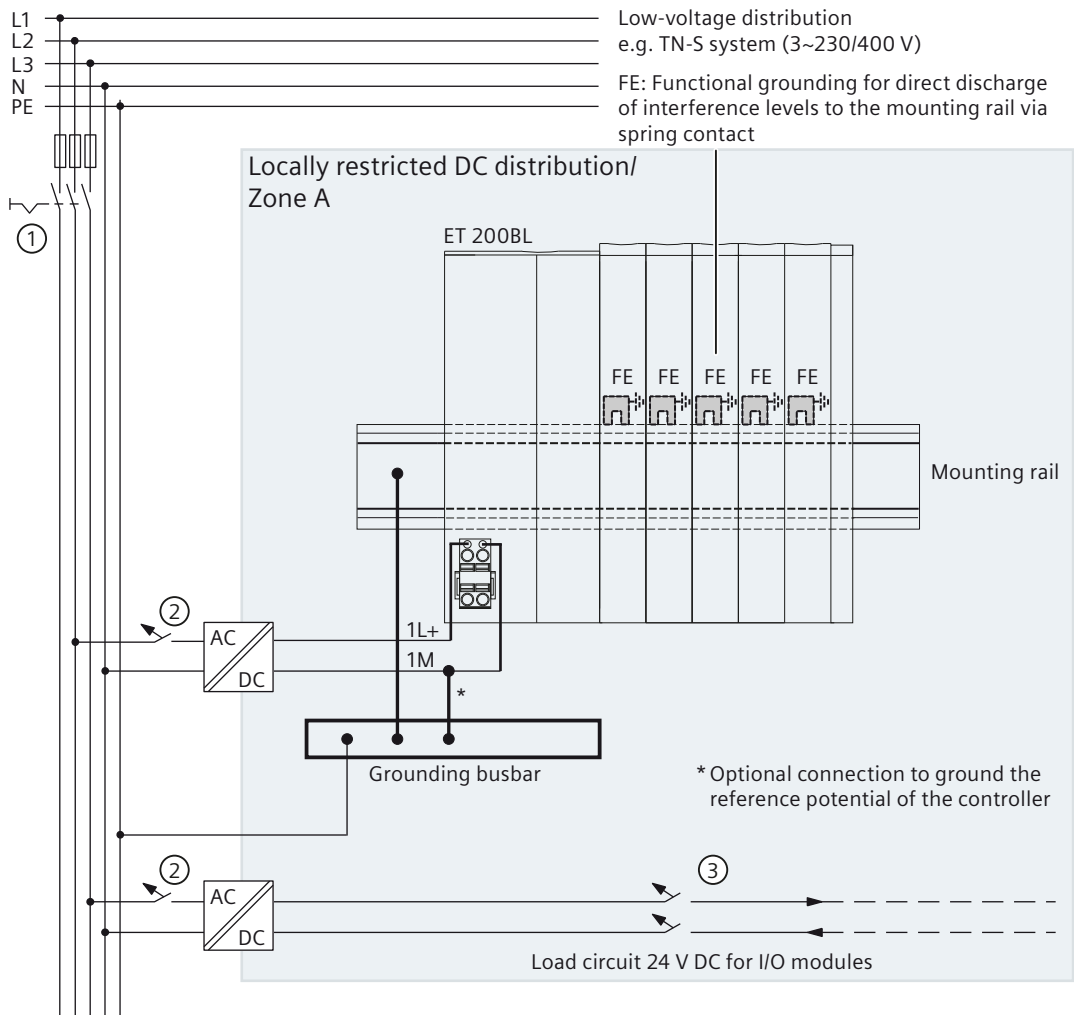 L1
L2
L3
N
PE
Low-voltage distribution
e.g. TN-S system (3~230/400 V)
FE: Functional grounding for direct discharge
of interference levels to the mounting rail via
spring contact
Locally restricted DC distribution/
Zone A
1
ET 200BL
FE FE FE FE FE
Mounting rail
2
AC
DC
1L+
1M
*
Grounding busbar
* Optional connection to ground the
reference potential of the controller
2
AC
DC
3
Load circuit 24 V DC for I/O modules